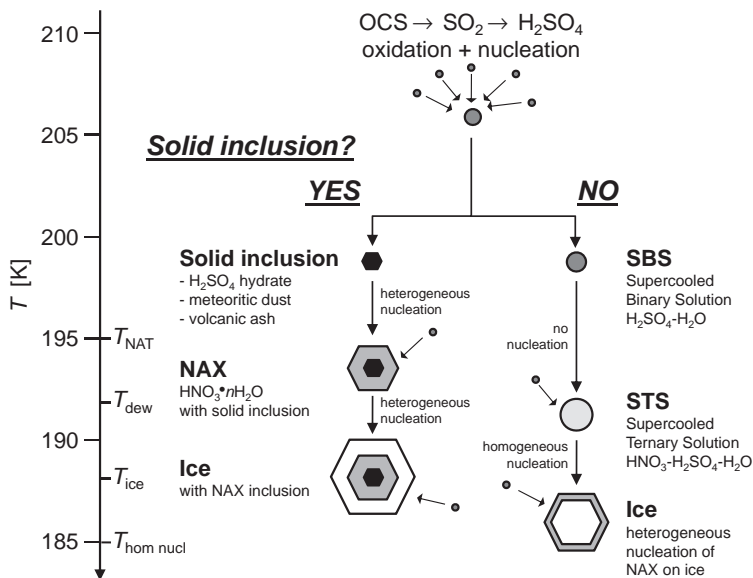 OCS → SO₂ → H₂SO₄
oxidation + nucleation
Solid inclusion?
YES
NO
T [K]
210
205
200
195
190
185
T_NAT
T_dew
T_ice
T_hom nucl
Solid inclusion
- H₂SO₄ hydrate
- meteoritic dust
- volcanic ash
heterogeneous
nucleation
NAX
HNO₃•nH₂O
with solid inclusion
heterogeneous
nucleation
Ice
with NAX inclusion
SBS
Supercooled
Binary Solution
H₂SO₄-H₂O
no
nucleation
STS
Supercooled
Ternary Solution
HNO₃-H₂SO₄-H₂O
homogeneous
nucleation
Ice
heterogeneous
nucleation of
NAX on ice